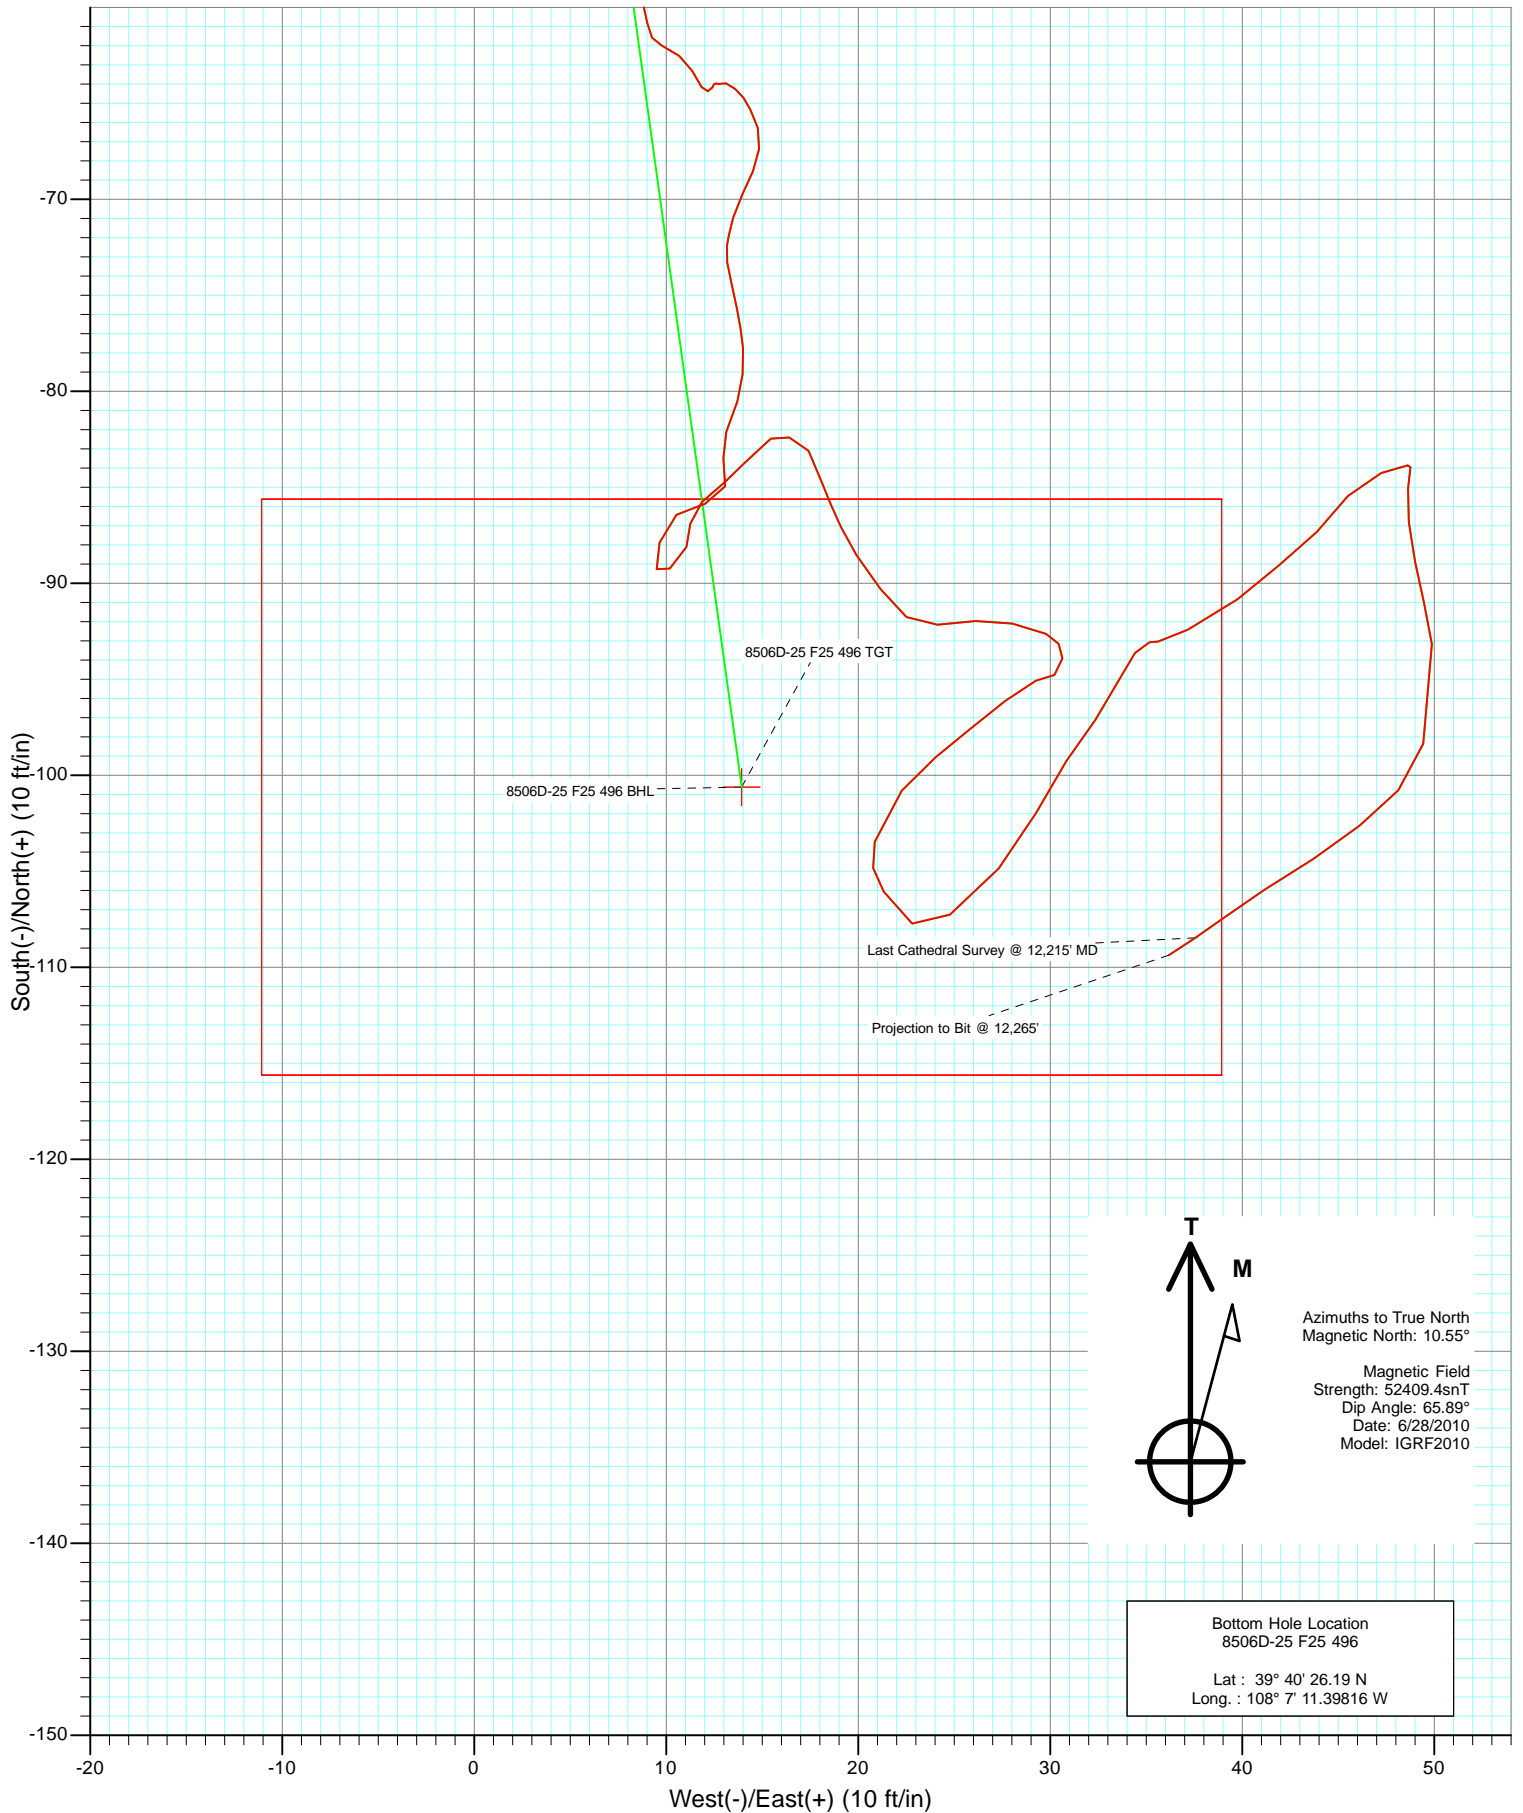 -70
-80
-90
-100
-110
-120
-130
-140
-150
South(-)/North(+) (10 ft/in)
8506D-25 F25 496 TGT
8506D-25 F25 496 BHL
Last Cathedral Survey @ 12,215' MD
Projection to Bit @ 12,265'
T
M
Azimuths to True North
Magnetic North: 10.55°
Magnetic Field
Strength: 52409.4snT
Dip Angle: 65.89°
Date: 6/28/2010
Model: IGRF2010
Bottom Hole Location
8506D-25 F25 496
Lat : 39° 40' 26.19 N
Long. : 108° 7' 11.39816 W
-20 -10 0 10 20 30 40 50
West(-)/East(+) (10 ft/in)